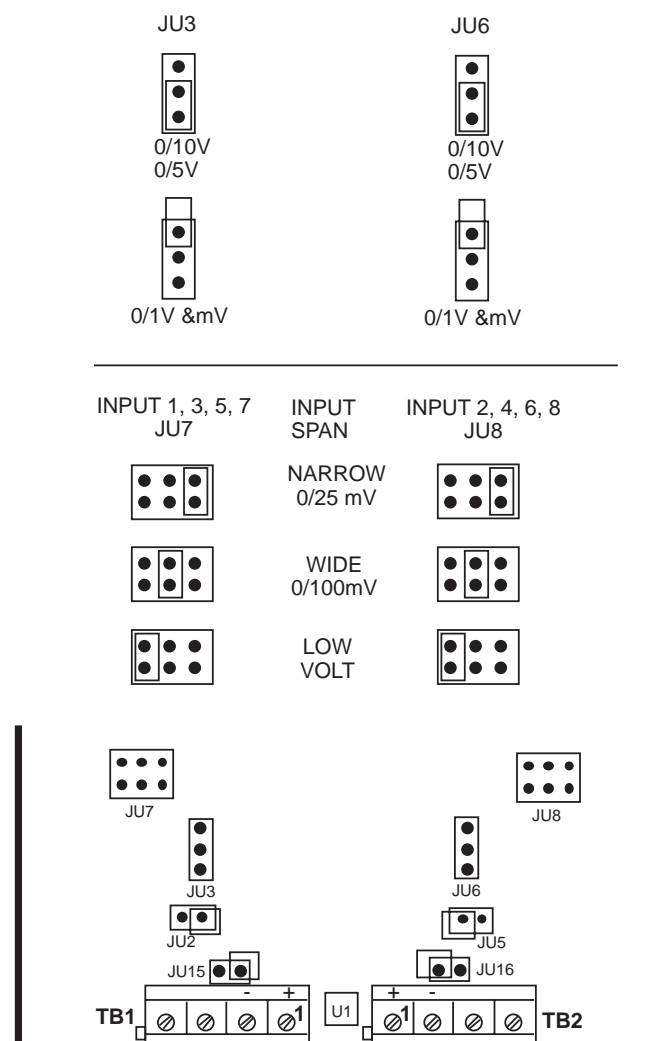 JU3 JU6
0/10V 0/10V
0/5V 0/5V
0/1V &mV 0/1V &mV
INPUT 1, 3, 5, 7 INPUT INPUT 2, 4, 6, 8
JU7 SPAN JU8
NARROW
0/25 mV
WIDE
0/100mV
LOW
VOLT
JU7 JU8
JU3 JU6
JU2 JU5
JU15 JU16
- + + -
TB1 1 U1 1 TB2